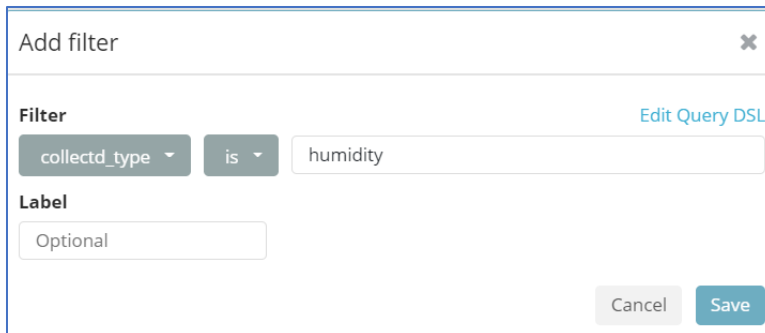 Add filter ✖
Filter Edit Query DSL
collectd_type is humidity
Label
Optional
Cancel Save